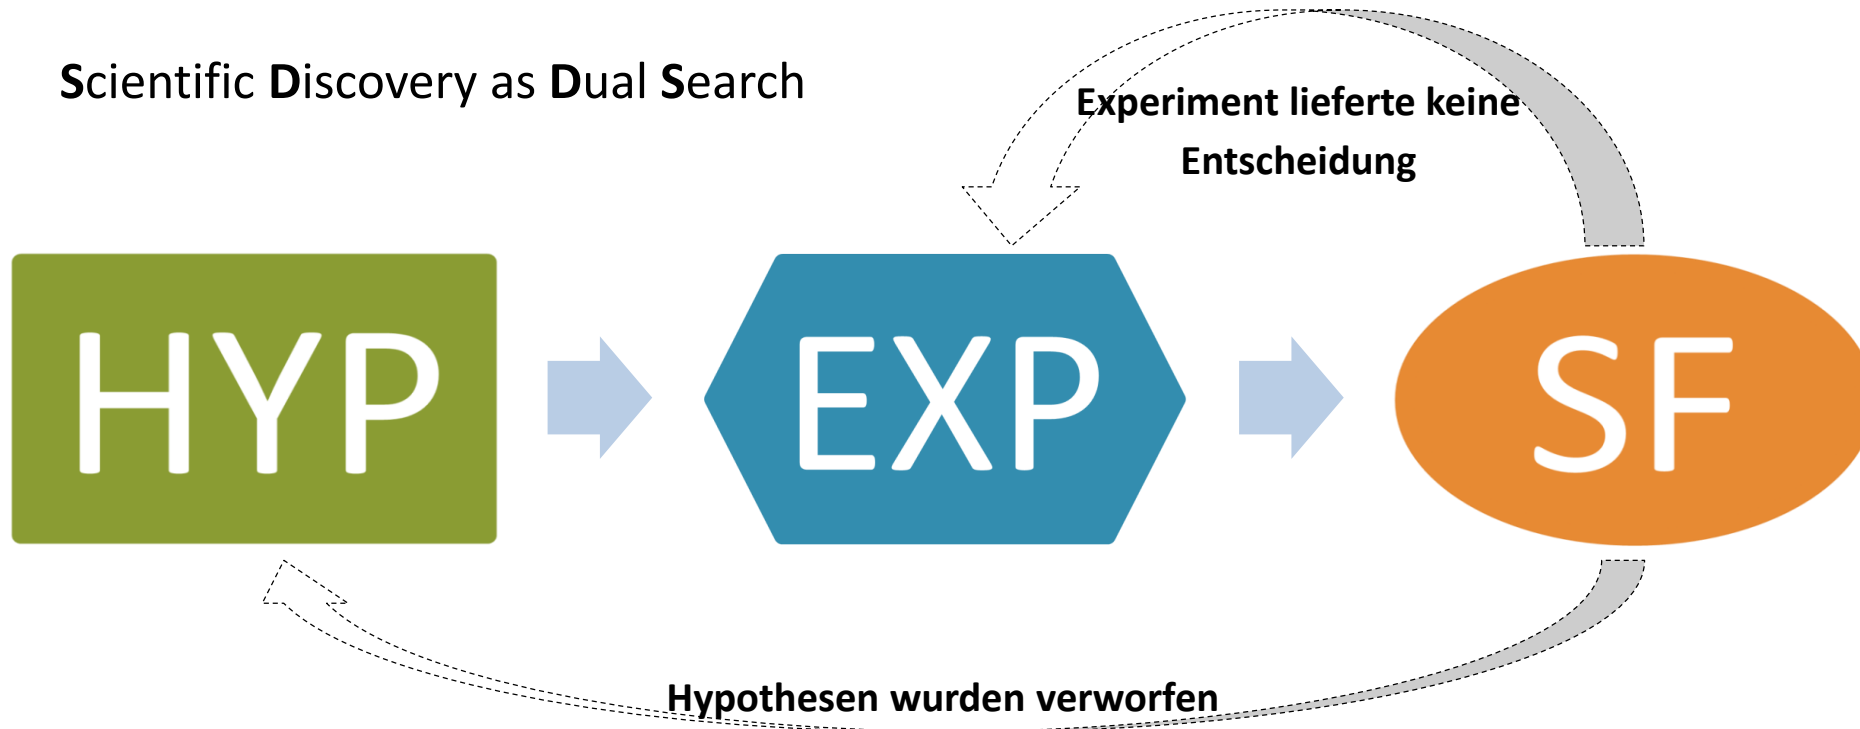 Scientific Discovery as Dual Search
Experiment lieferte keine
Entscheidung
HYP
EXP
SF
Hypothesen wurden verworfen